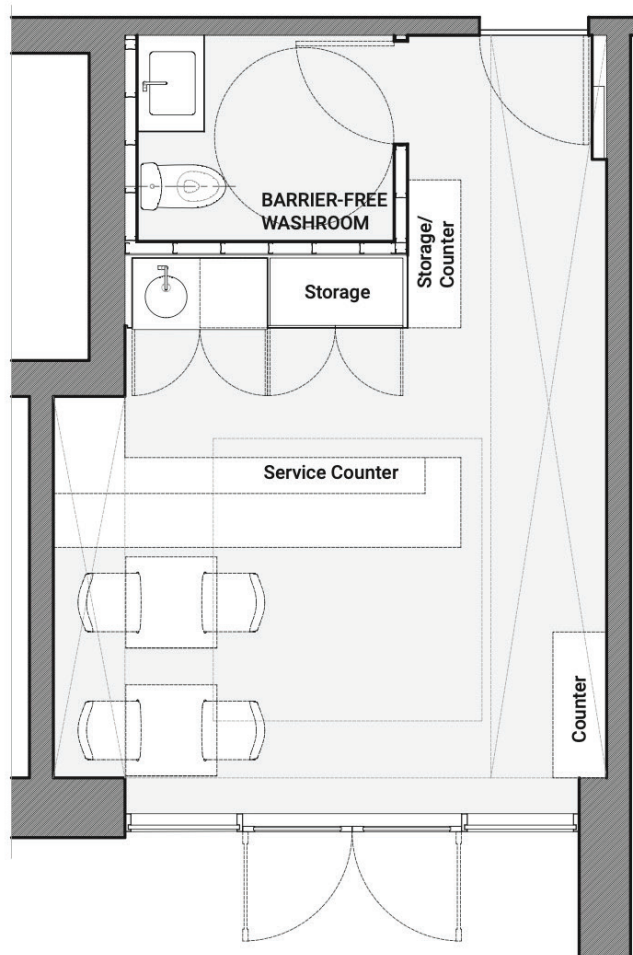 BARRIER-FREE
WASHROOM
Storage/
Counter
Storage
Service Counter
Counter